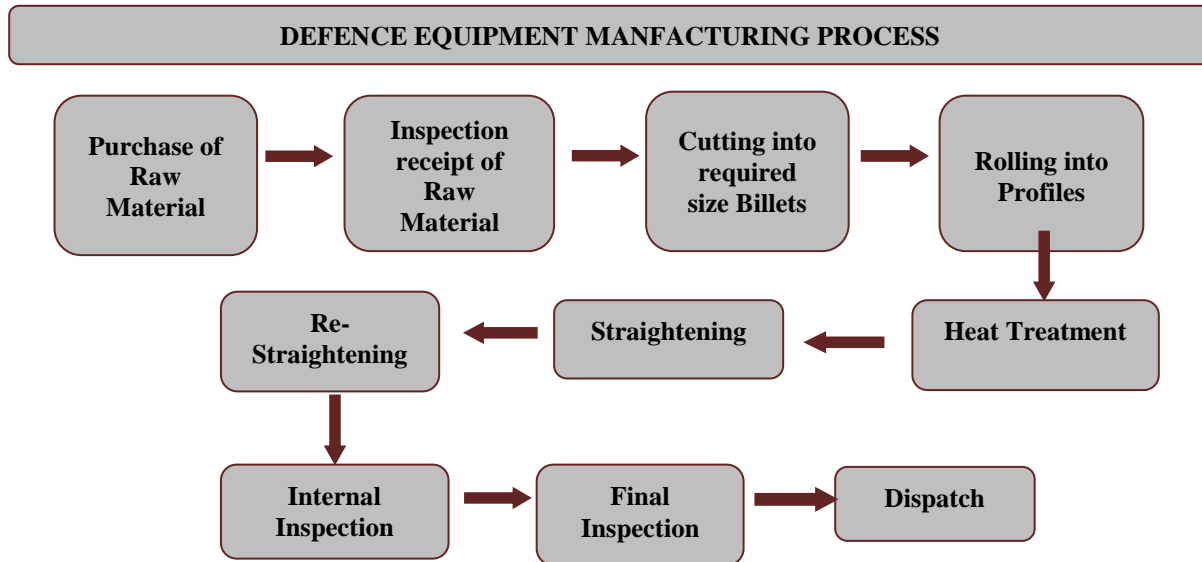 DEFENCE EQUIPMENT MANFACTURING PROCESS
Purchase of
Raw
Material
Inspection
receipt of
Raw
Material
Cutting into
required
size Billets
Rolling into
Profiles
Heat Treatment
Straightening
Re-
Straightening
Internal
Inspection
Final
Inspection
Dispatch